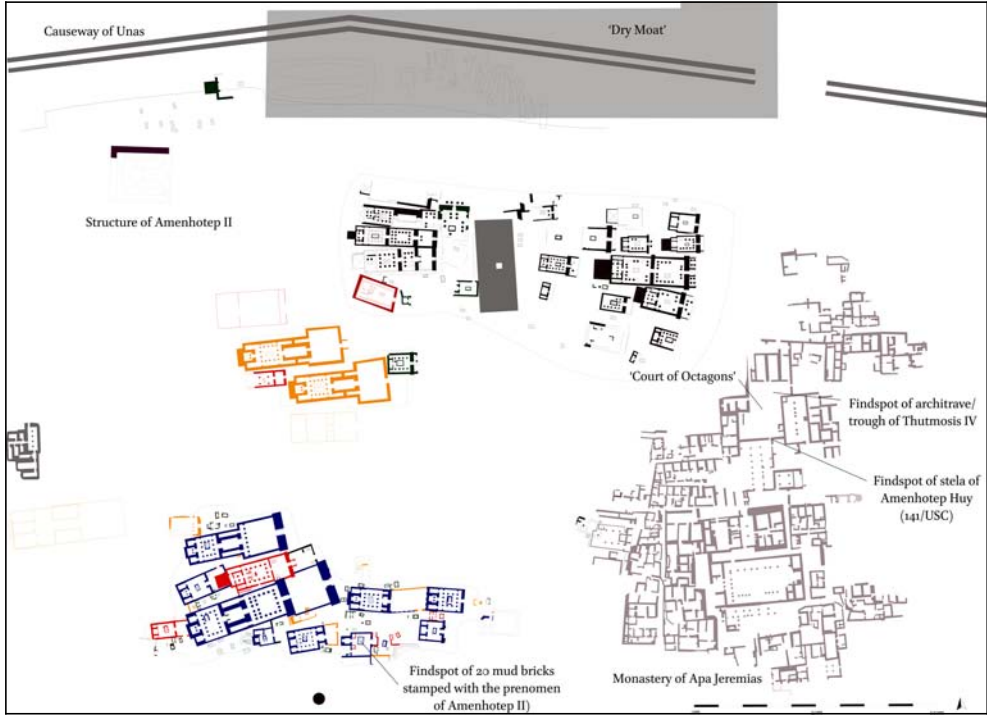 Causeway of Unas
'Dry Moat'
Structure of Amenhotep II
'Court of Octagons'
Findspot of architrave/
trough of Thutmosis IV
Findspot of stela of
Amenhotep Huy
(141/USC)
Findspot of 20 mud bricks
stamped with the prenomen
of Amenhotep II)
Monastery of Apa Jeremias